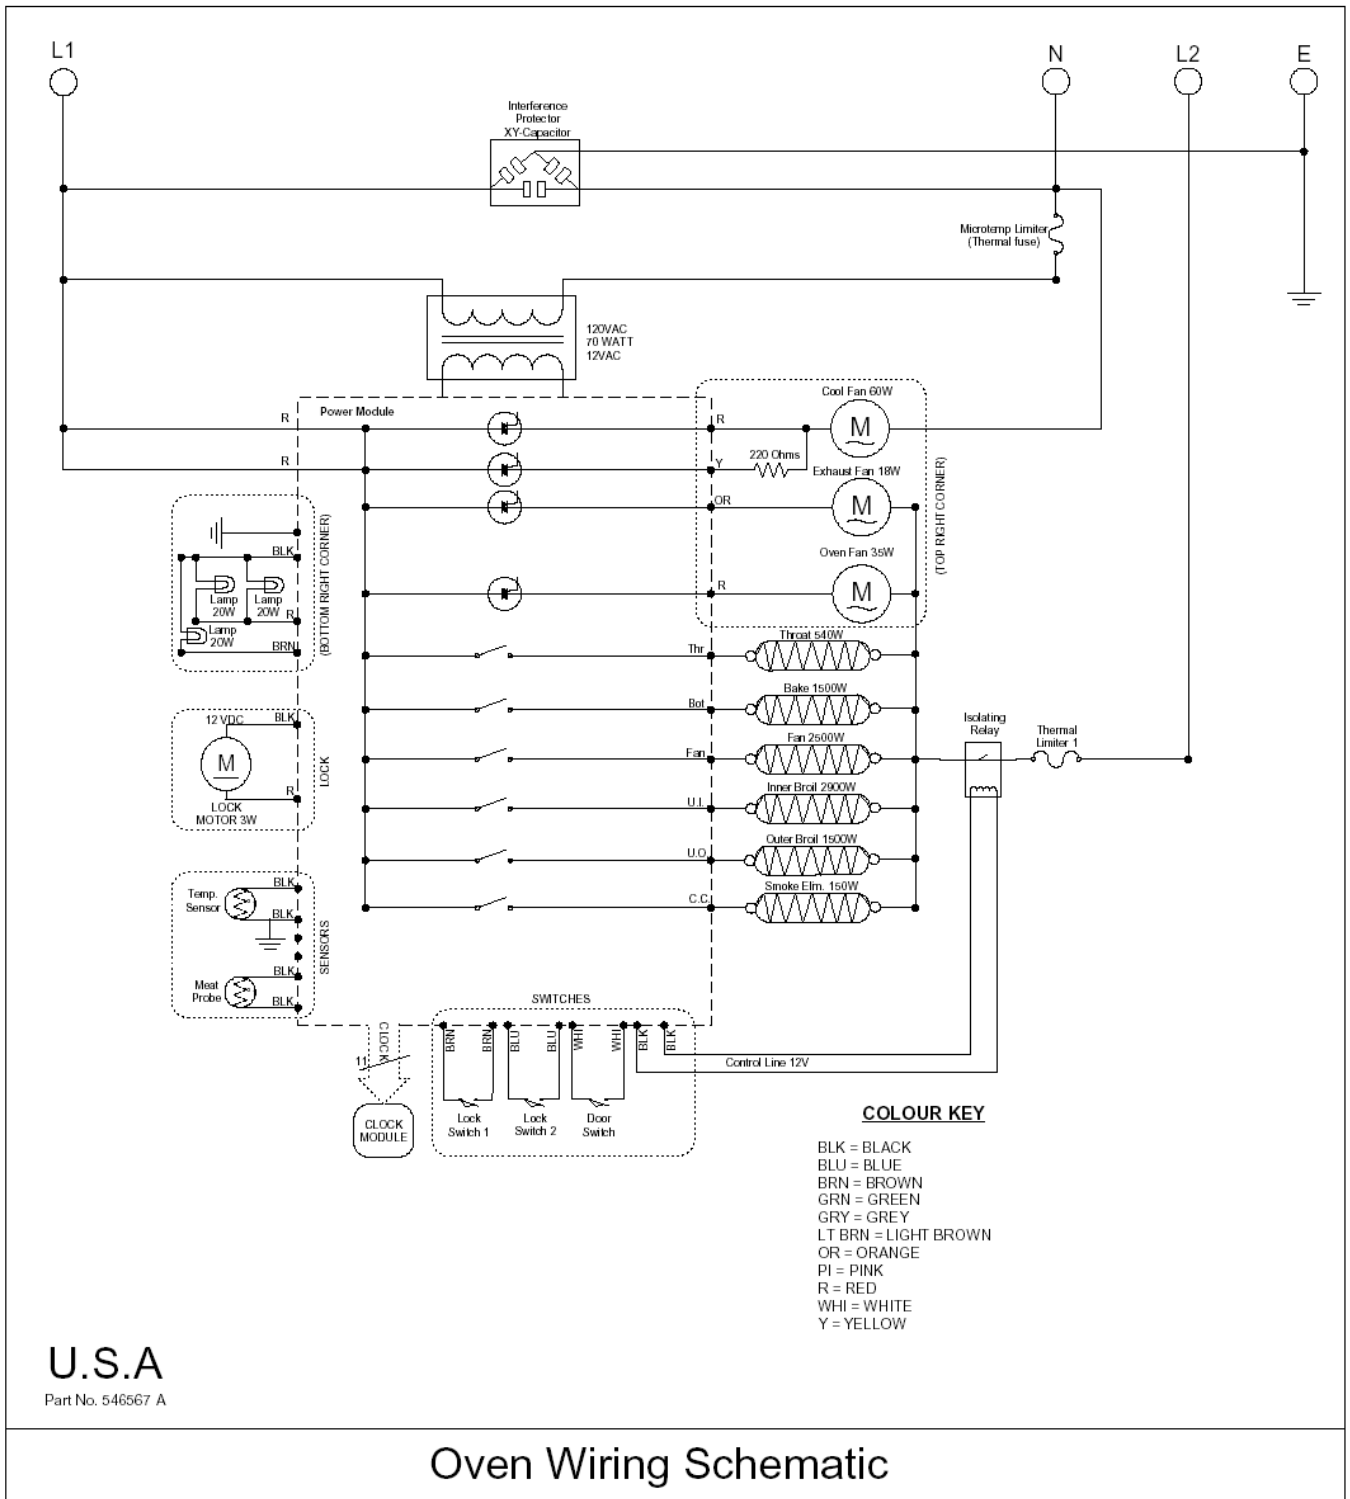 L1
N
L2
E
Interference
Protector
XY-Capacitor
Microtemp Limiter
(Thermal fuse)
120VAC
70 WATT
12VAC
Power Module
R
R
R
Y
OR
R
220 Ohms
Cool Fan 60W
M
Exhaust Fan 18W
M
Oven Fan 35W
M
(TOP RIGHT CORNER)
BLK
Lamp
20W
Lamp
20W
R
Lamp
20W
BRN
(BOTTOM RIGHT CORNER)
Thr
Throat 540W
Bot
Bake 1500W
Fan
Fan 2500W
U.I.
Inner Broil 2900W
U.O
Outer Broil 1500W
C.C.
Smoke Elm. 150W
Isolating
Relay
Thermal
Limiter 1
12 VDC
BLK
M
R
LOCK
MOTOR 3W
LOCK
BLK
Temp.
Sensor
BLK
BLK
Meat
Probe
BLK
SENSORS
CLOCK
11
CLOCK
MODULE
SWITCHES
BRN
BRN
BLU
BLU
WHI
WHI
BLK
BLK
Lock
Switch 1
Lock
Switch 2
Door
Switch
Control Line 12V
COLOUR KEY
BLK = BLACK
BLU = BLUE
BRN = BROWN
GRN = GREEN
GRY = GREY
LT BRN = LIGHT BROWN
OR = ORANGE
PI = PINK
R = RED
WHI = WHITE
Y = YELLOW
U.S.A
Part No. 546567 A
Oven Wiring Schematic